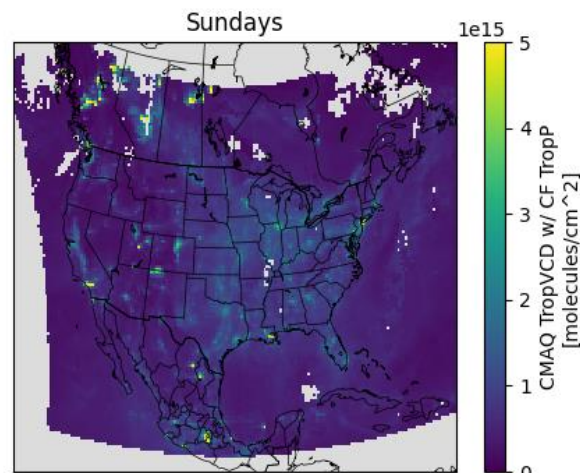 Sundays
1e15
5
4
3
2
1
0
CMAQ TropVCD w/ CF TropP
[molecules/cm^2]